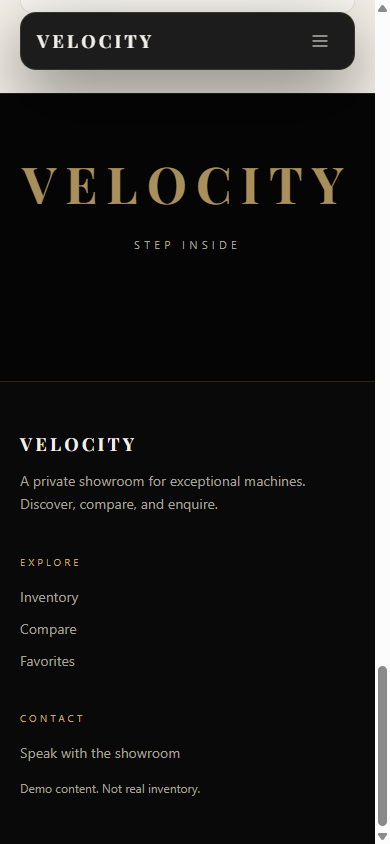 VELOCITY
VELOCITY
STEP INSIDE
VELOCITY
A private showroom for exceptional machines.
Discover, compare, and enquire.
EXPLORE
Inventory
Compare
Favorites
CONTACT
Speak with the showroom
Demo content. Not real inventory.